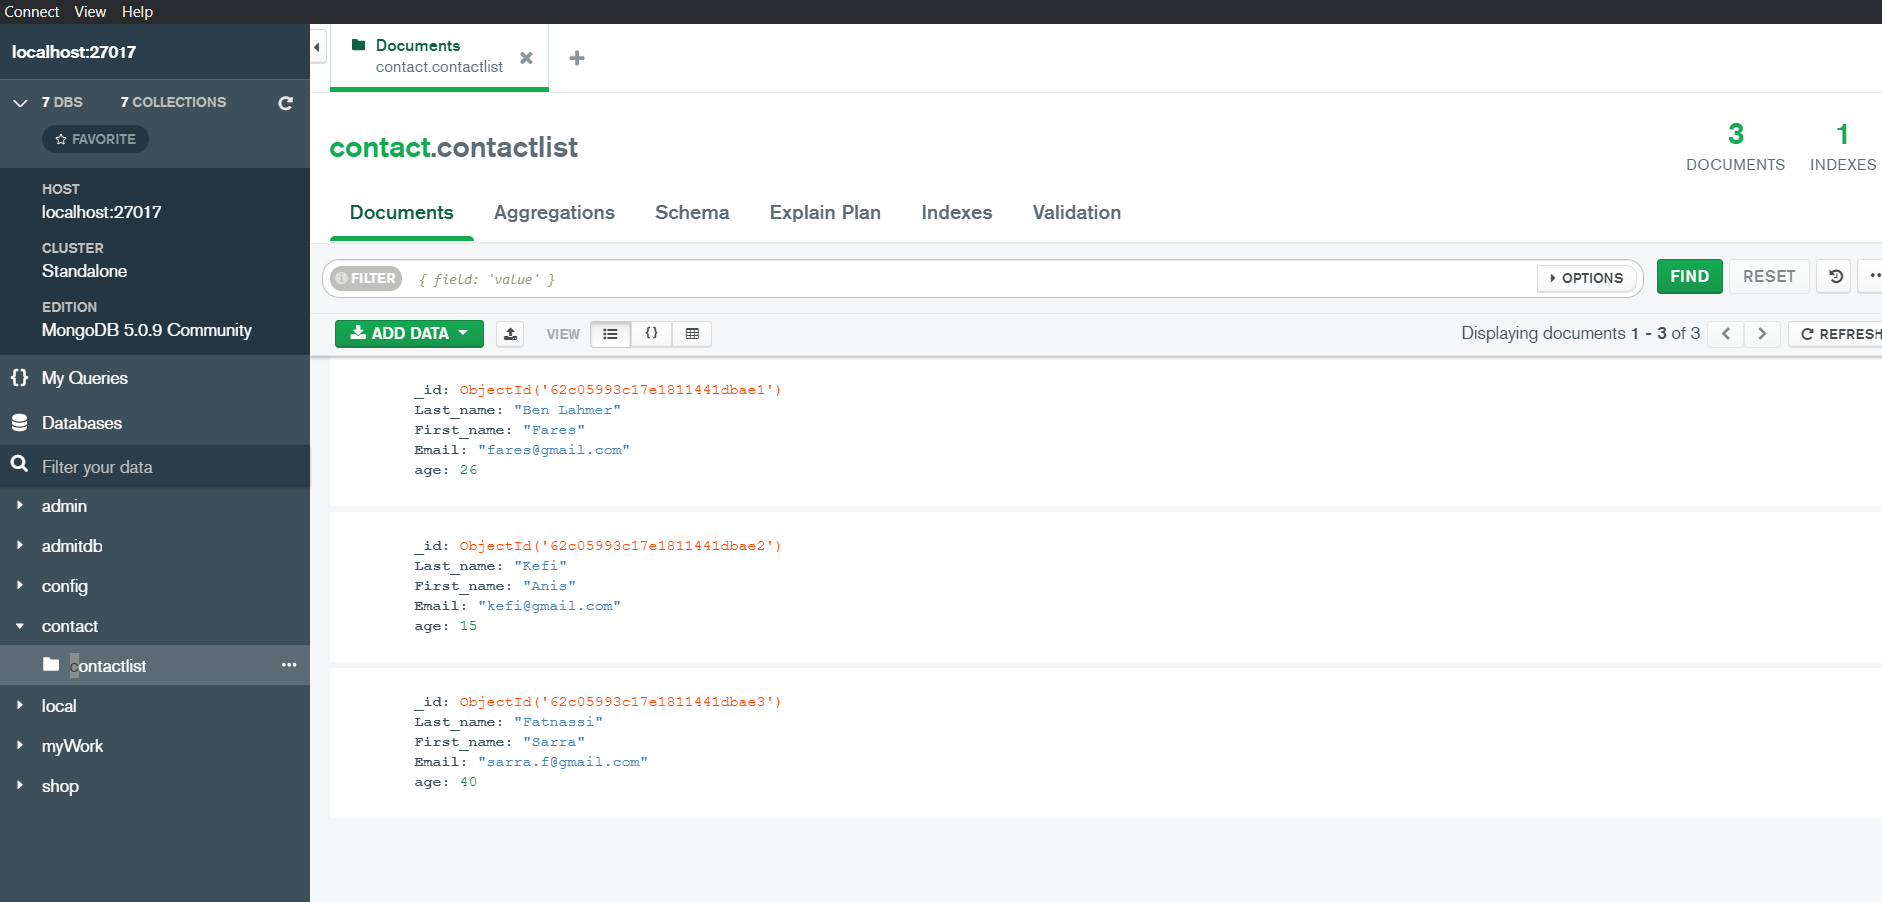 Connect View Help
localhost:27017
7 DBS 7 COLLECTIONS
FAVORITE
HOST
localhost:27017
CLUSTER
Standalone
EDITION
MongoDB 5.0.9 Community
{} My Queries
Databases
Filter your data
admin
admitdb
config
contact
contactlist
local
myWork
shop
Documents
contact.contactlist
contact.contactlist
3
DOCUMENTS
1
INDEXES
Documents Aggregations Schema Explain Plan Indexes Validation
FILTER { field: 'value' } OPTIONS FIND RESET
ADD DATA VIEW {} Displaying documents 1 - 3 of 3 REFRESH
_id: ObjectId('62c05993c17e1811441dbae1')
Last_name: "Ben Lahmer"
First_name: "Fares"
Email: "fares@gmail.com"
age: 26
_id: ObjectId('62c05993c17e1811441dbae2')
Last_name: "Kefi"
First_name: "Anis"
Email: "kefi@gmail.com"
age: 15
_id: ObjectId('62c05993c17e1811441dbae3')
Last_name: "Fatnassi"
First_name: "Sarra"
Email: "sarra.f@gmail.com"
age: 40